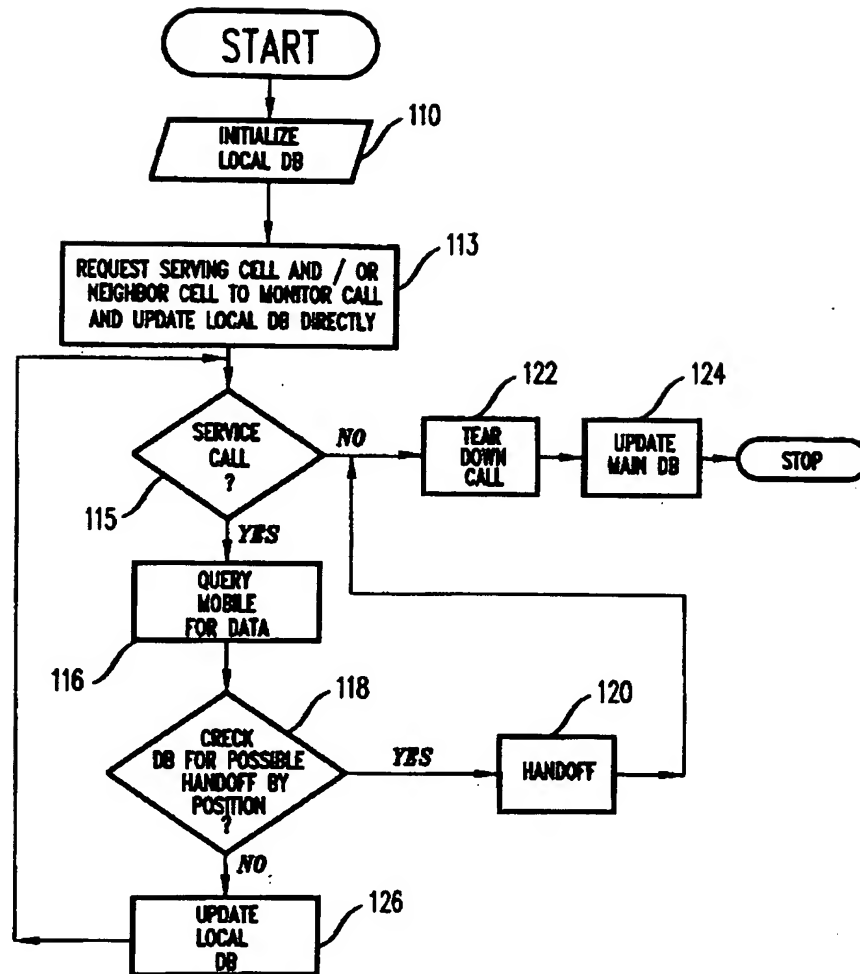 START
110
INITIALIZE
LOCAL DB
113
REQUEST SERVING CELL AND / OR
NEIGHBOR CELL TO MONITOR CALL
AND UPDATE LOCAL DB DIRECTLY
122
124
SERVICE
CALL
?
NO
TEAR
DOWN
CALL
UPDATE
MAIN DB
STOP
115
YES
QUERY
MOBILE
FOR DATA
116
118
120
CRECK
DB FOR POSSIBLE
HANDOFF BY
POSITION
?
YES
HANDOFF
NO
UPDATE
LOCAL
DB
126